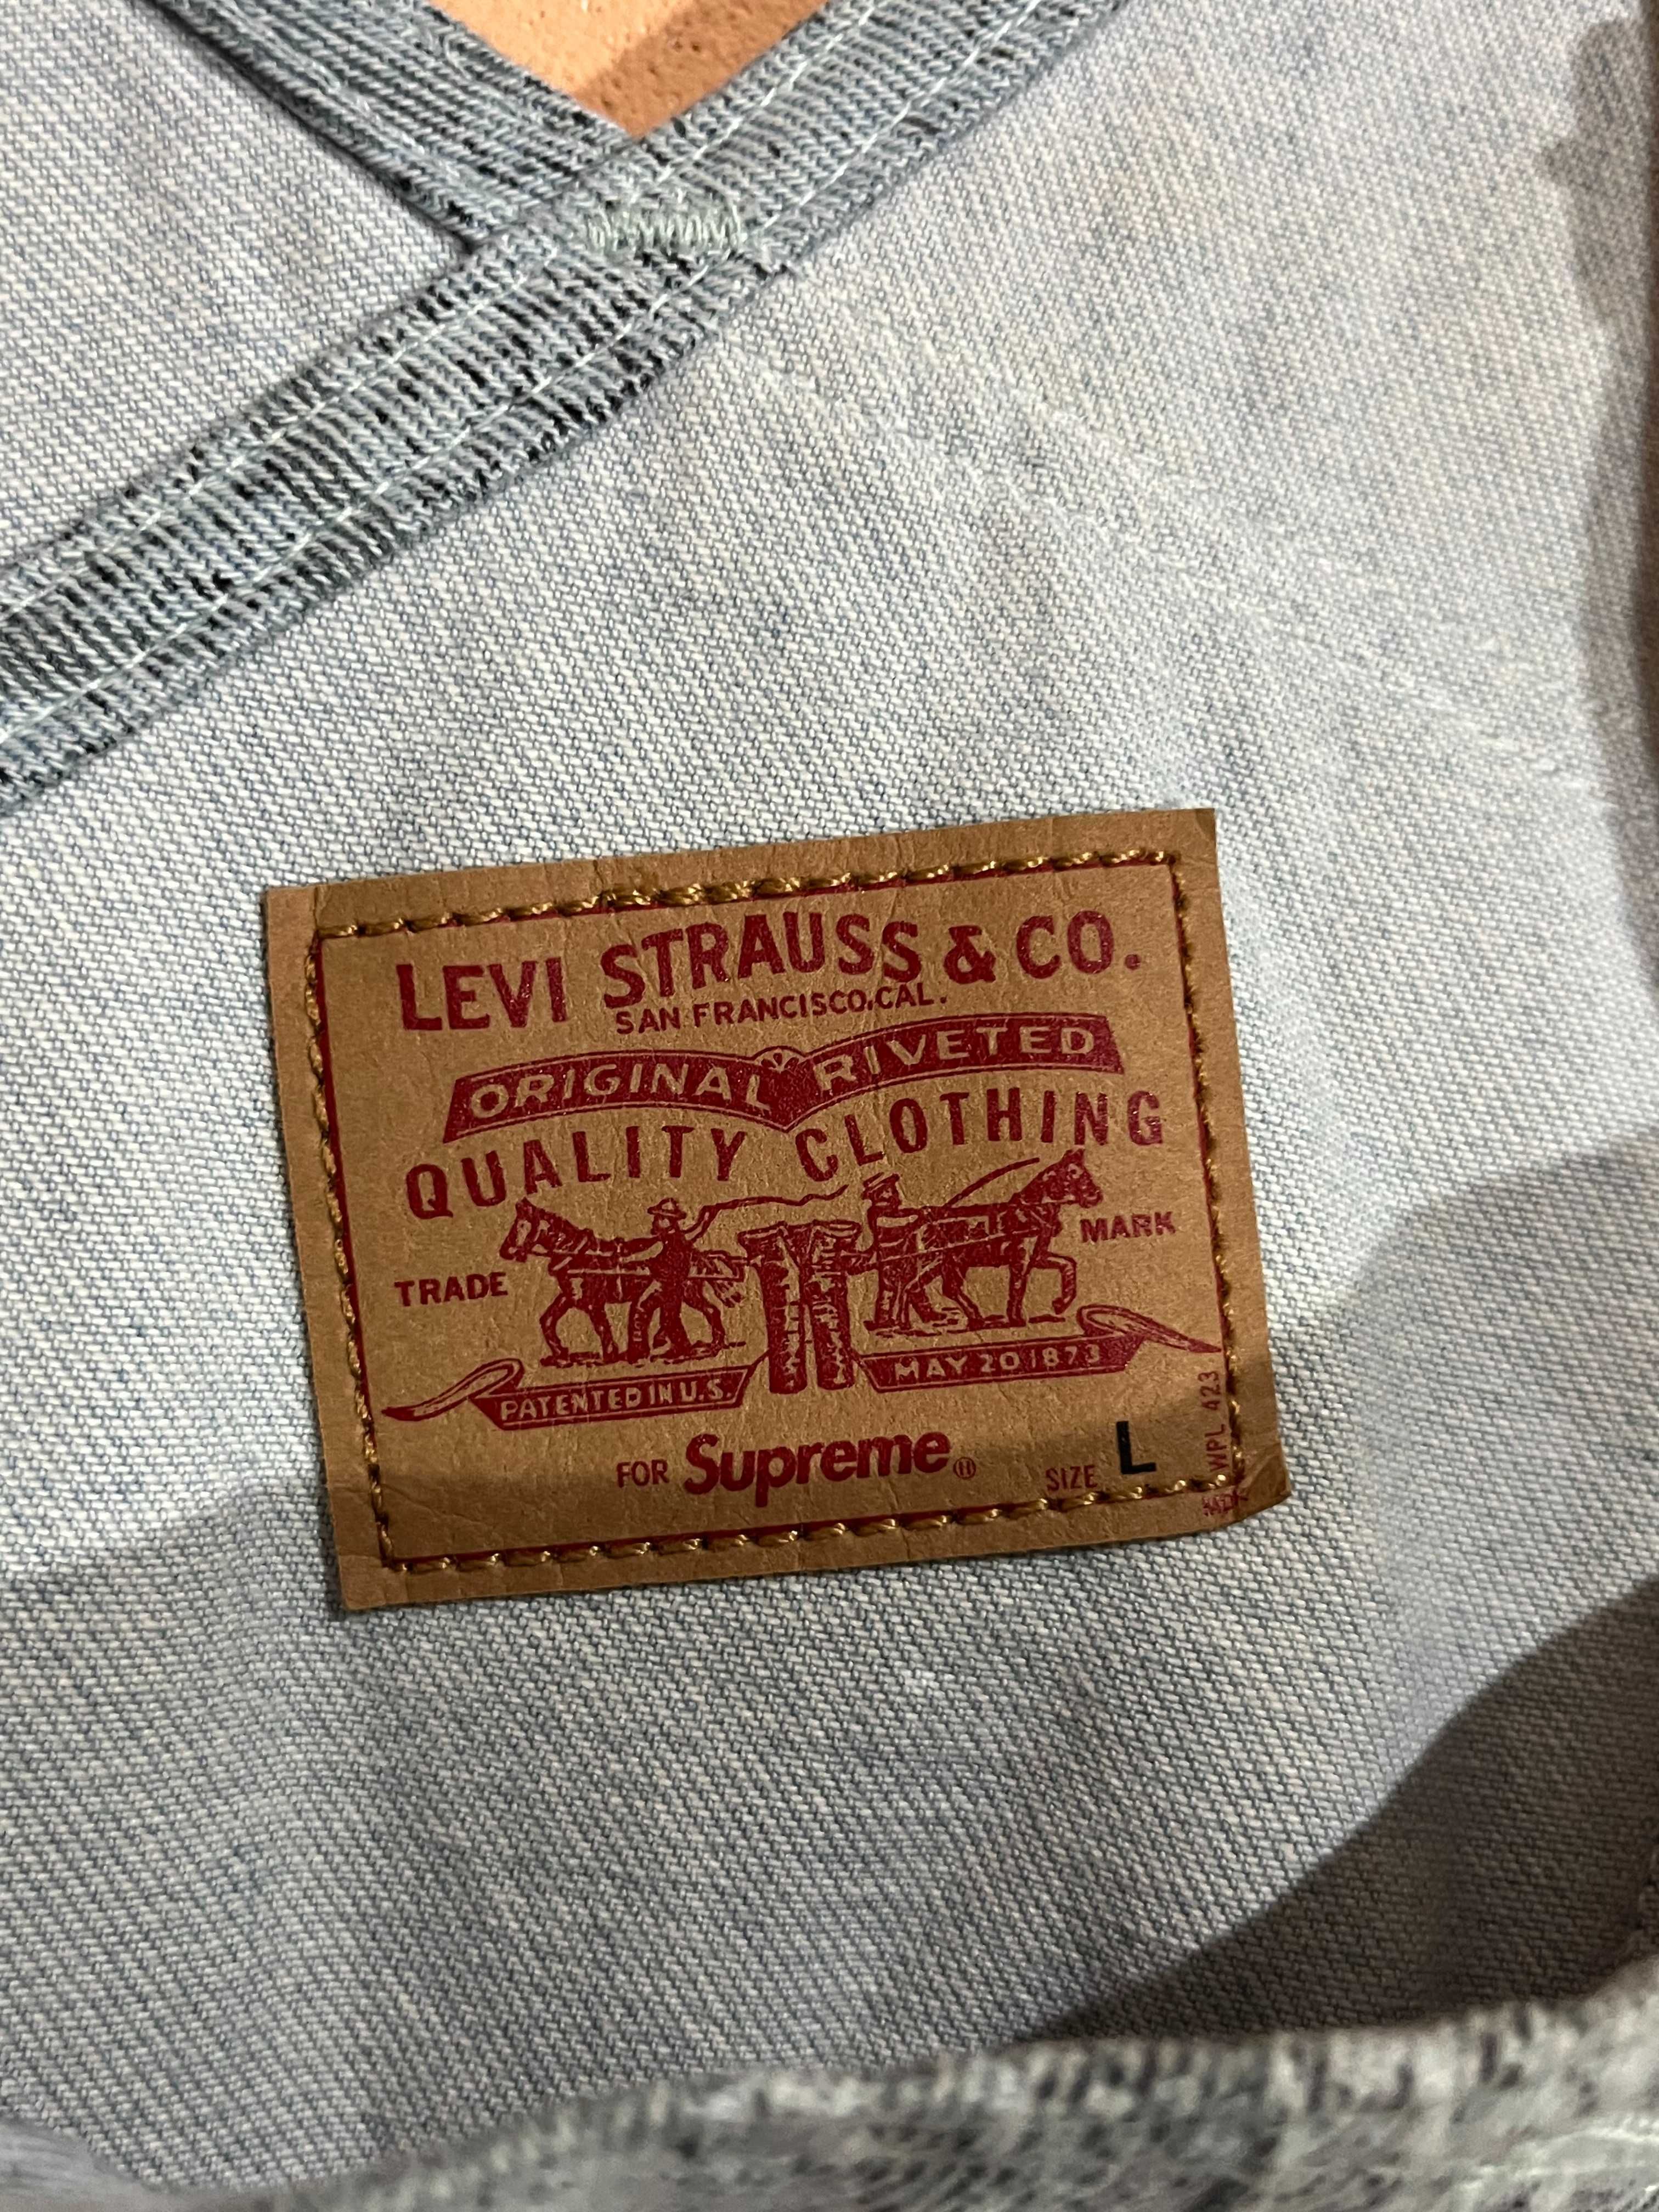 LEVI STRAUSS & CO.
SAN FRANCISCO, CAL.
ORIGINAL RIVETED
QUALITY CLOTHING
TRADE MARK
PATENTED IN U.S. MAY 20 1873
FOR Supreme®
SIZE L
WPL 423